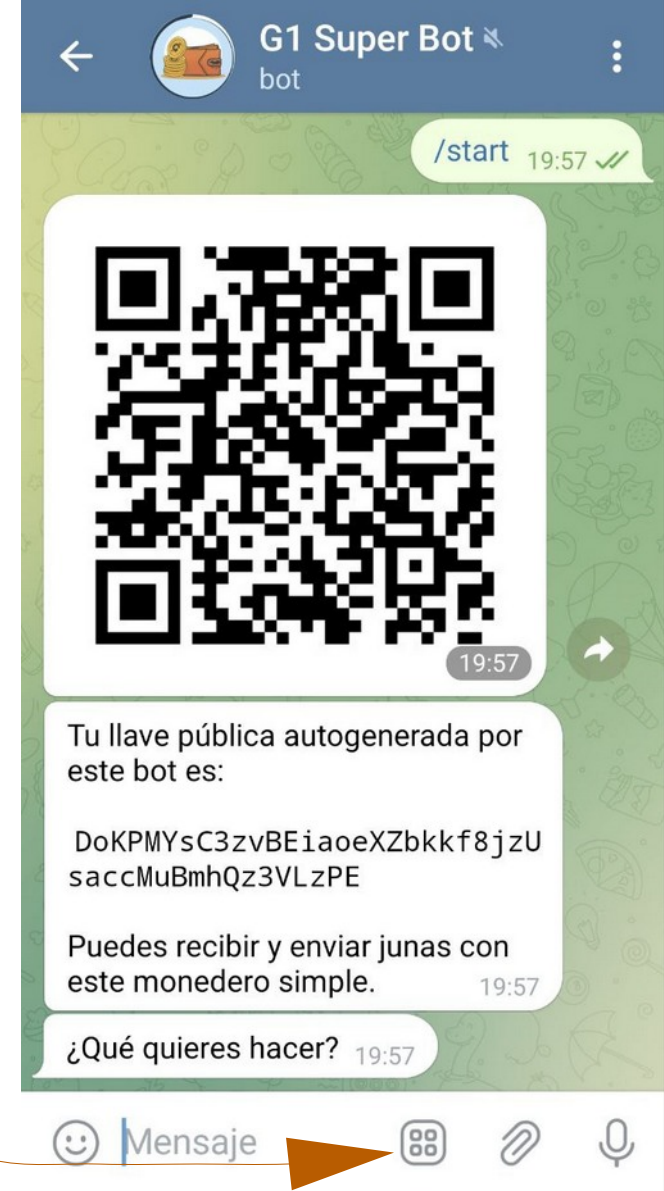 G1 Super Bot
bot
/start 19:57
19:57
Tu llave pública autogenerada por
este bot es:
DoKPMYsC3zvBEiaoeXZbkkf8jzU
saccMuBmhQz3VLzPE
Puedes recibir y enviar junas con
este monedero simple. 19:57
¿Qué quieres hacer? 19:57
Mensaje